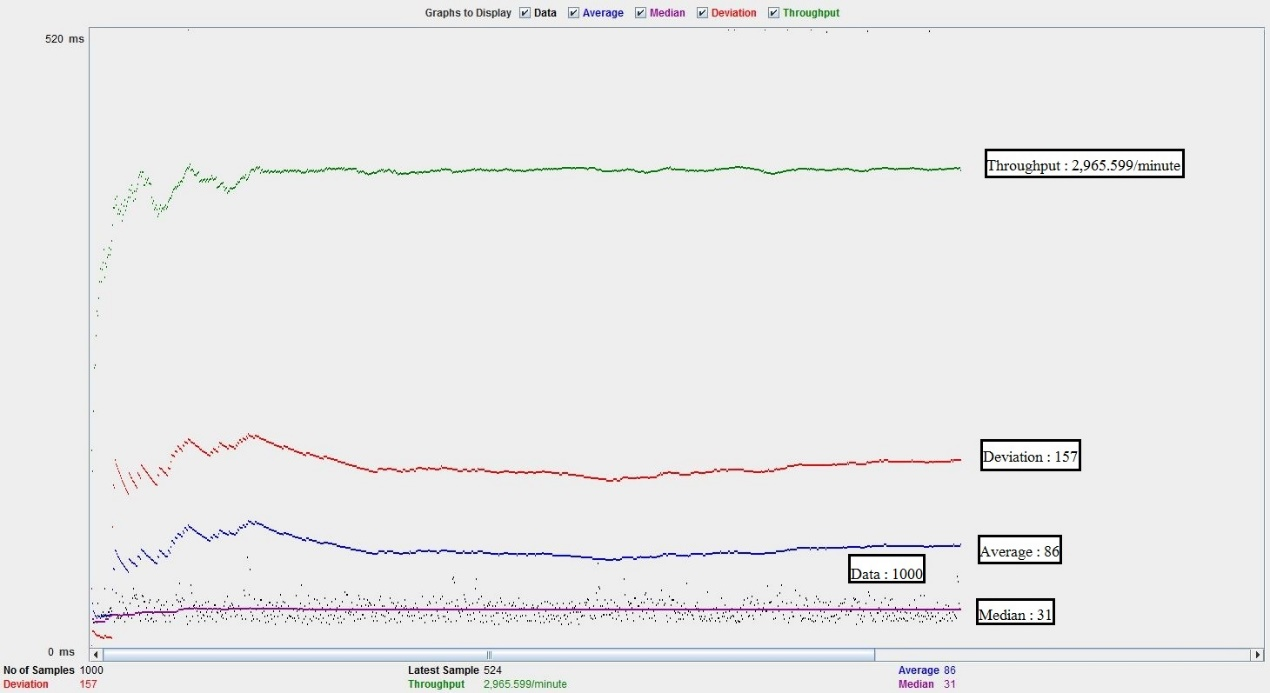 Graphs to Display Data Average Median Deviation Throughput
520 ms
Throughput : 2,965.599/minute
Deviation : 157
Average : 86
Data : 1000
Median : 31
0 ms
No of Samples 1000 Latest Sample 524 Average 86
Deviation 157 Throughput 2,965.599/minute Median 31